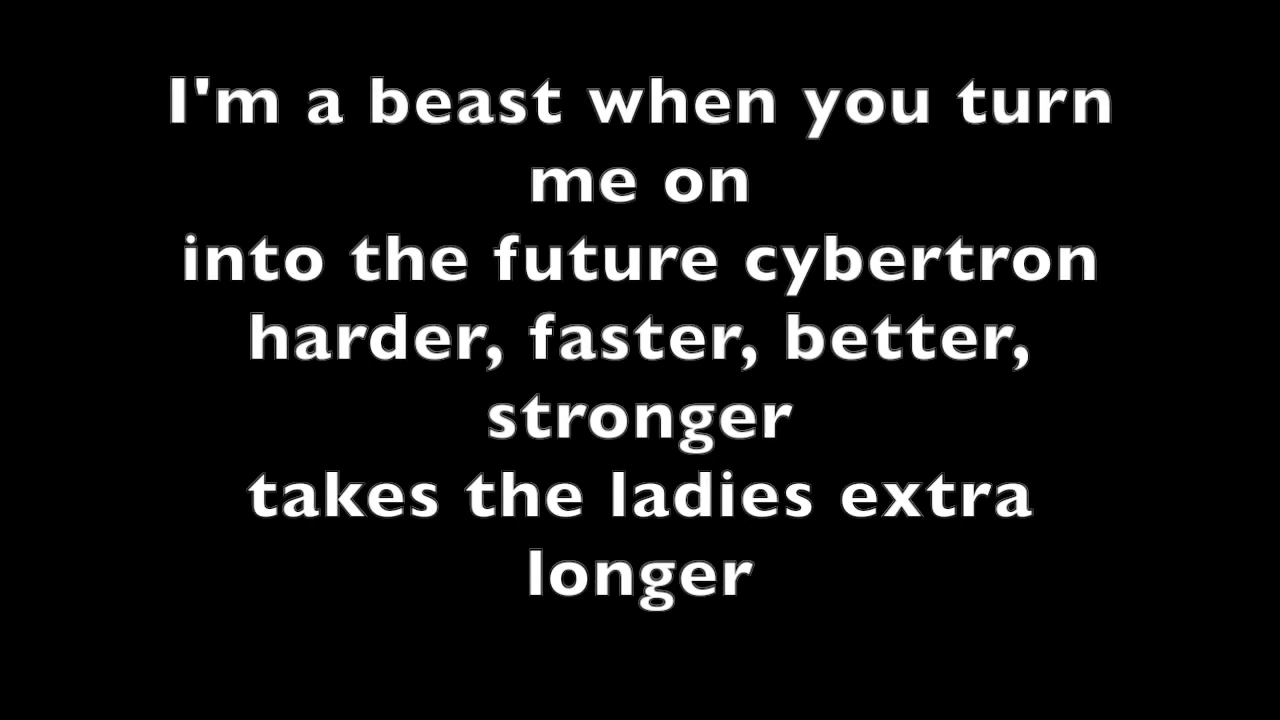 I'm a beast when you turn
me on
into the future cybertron
harder, faster, better,
stronger
takes the ladies extra
longer